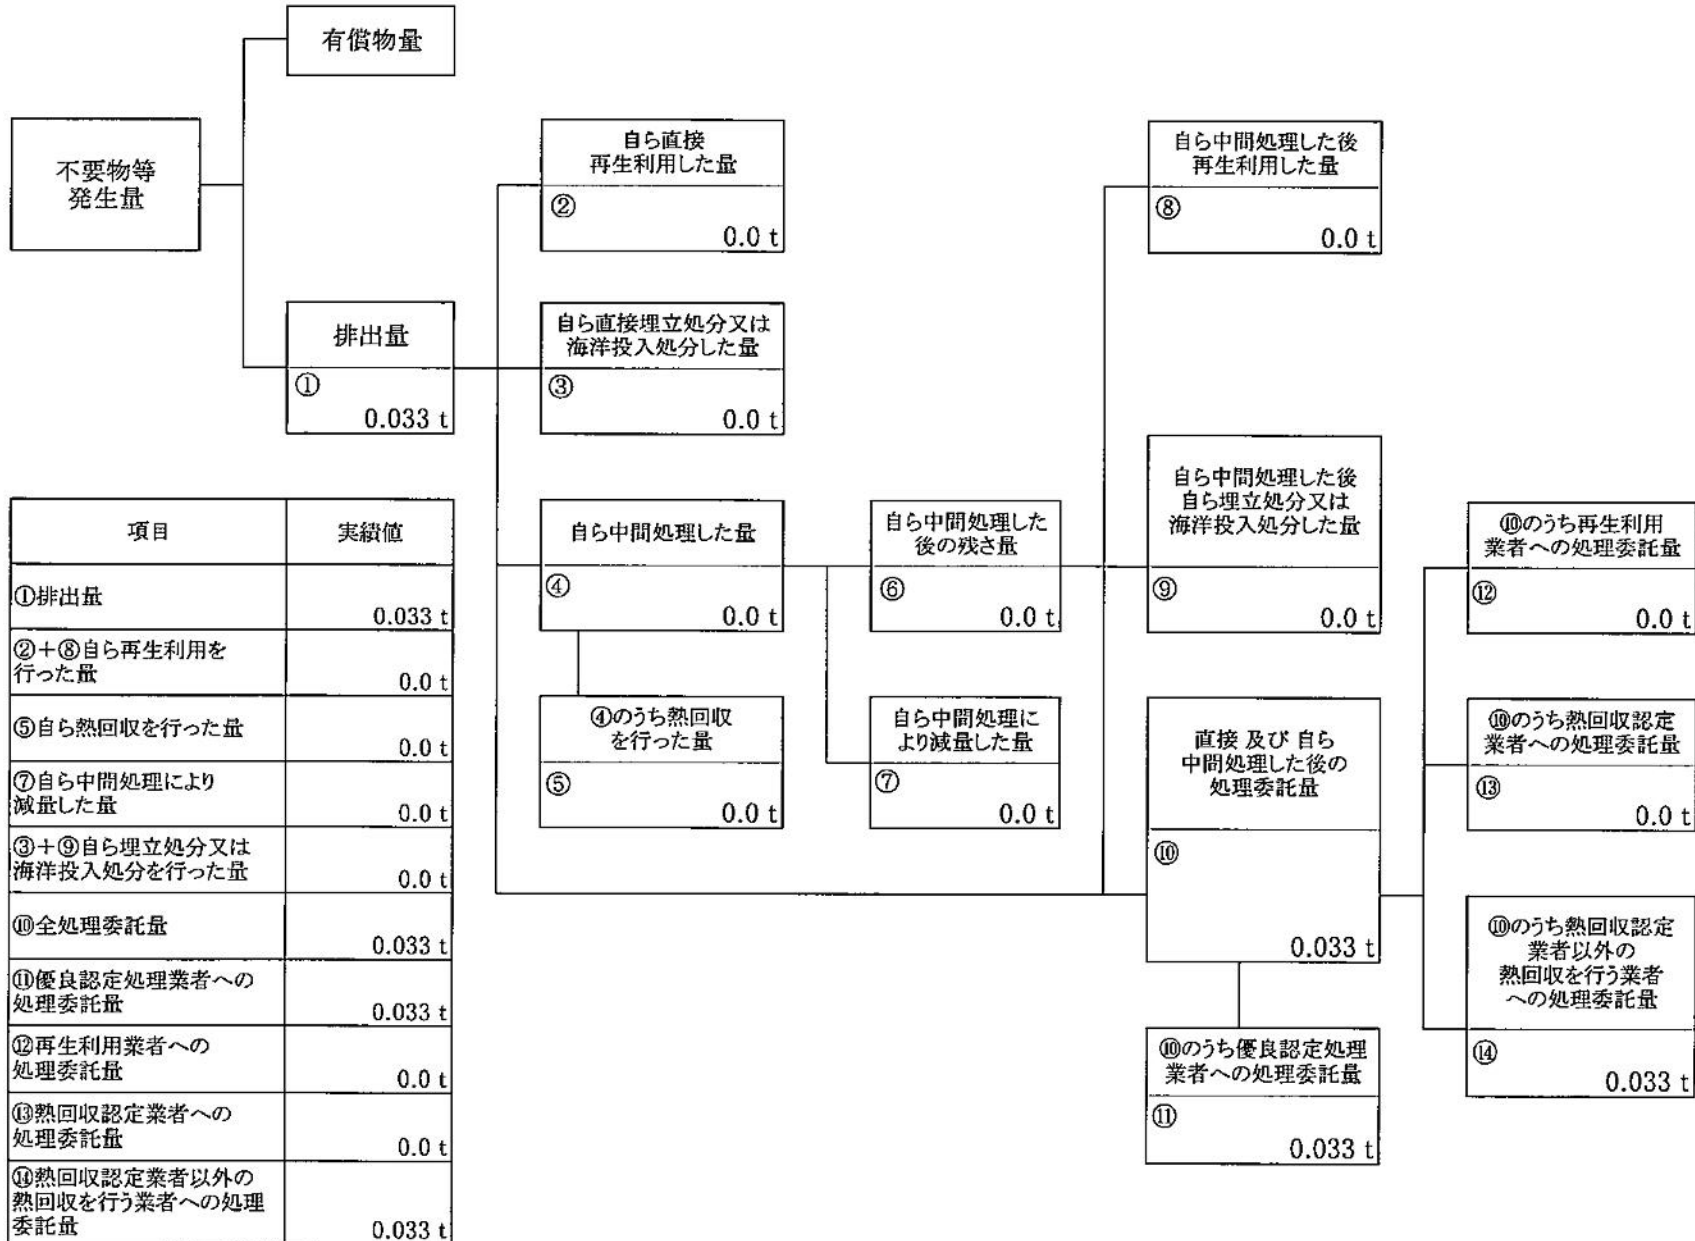 有償物量
不要物等
発生量
排出量
①
0.033 t
自ら直接
再生利用した量
②
0.0 t
自ら直接埋立処分又は
海洋投入処分した量
③
0.0 t
自ら中間処理した量
④
0.0 t
④のうち熱回収
を行った量
⑤
0.0 t
自ら中間処理した
後の残さ量
⑥
0.0 t
自ら中間処理に
より減量した量
⑦
0.0 t
自ら中間処理した後
再生利用した量
⑧
0.0 t
自ら中間処理した後
自ら埋立処分又は
海洋投入処分した量
⑨
0.0 t
直接 及び 自ら
中間処理した後の
処理委託量
⑩
0.033 t
⑩のうち優良認定処理
業者への処理委託量
⑪
0.033 t
⑩のうち再生利用
業者への処理委託量
⑫
0.0 t
⑩のうち熱回収認定
業者への処理委託量
⑬
0.0 t
⑩のうち熱回収認定
業者以外の
熱回収を行う業者
への処理委託量
⑭
0.033 t
項目 実績値
①排出量
0.033 t
②＋⑧自ら再生利用を
行った量
0.0 t
⑤自ら熱回収を行った量
0.0 t
⑦自ら中間処理により
減量した量
0.0 t
③＋⑨自ら埋立処分又は
海洋投入処分を行った量
0.0 t
⑩全処理委託量
0.033 t
⑪優良認定処理業者への
処理委託量
0.033 t
⑫再生利用業者への
処理委託量
0.0 t
⑬熱回収認定業者への
処理委託量
0.0 t
⑭熱回収認定業者以外の
熱回収を行う業者への処理
委託量
0.033 t